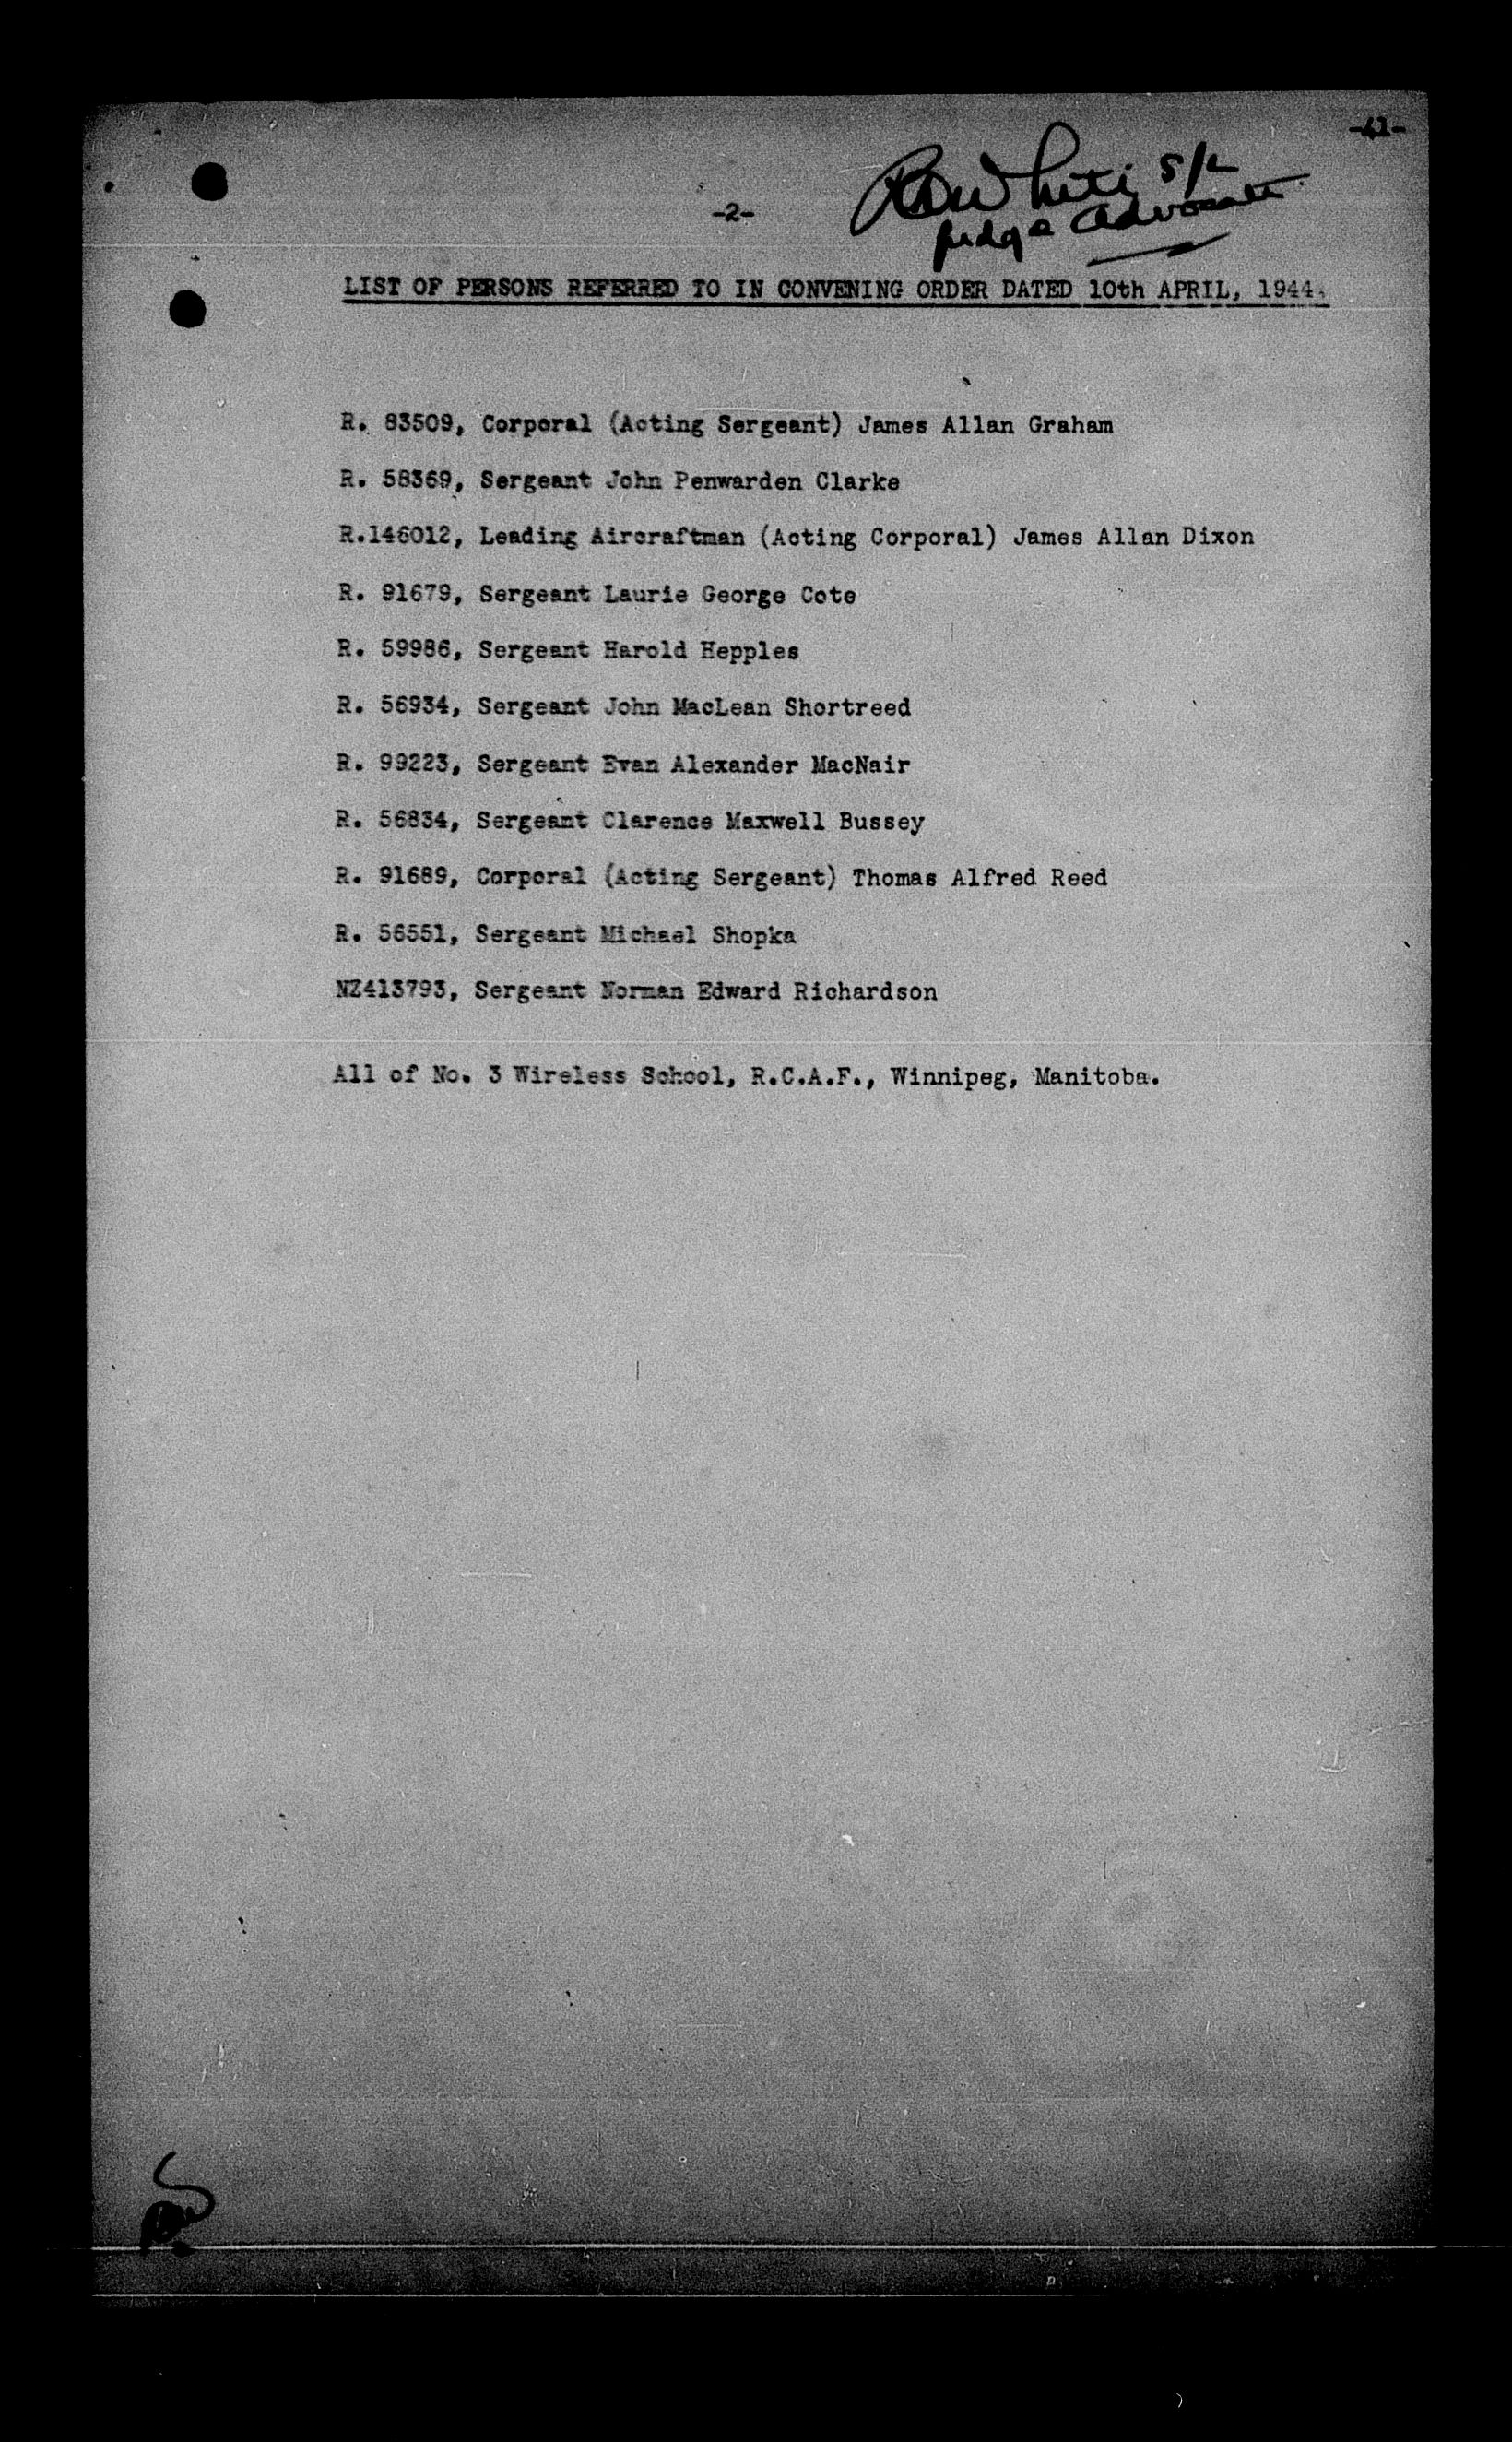 -41-
White S/L
Judge Advocate
-2-
LIST OF PERSONS REFERRED TO IN CONVENING ORDER DATED 10th APRIL, 1944.
R. 83509, Corporal (Acting Sergeant) James Allan Graham
R. 58369, Sergeant John Penwarden Clarke
R.146012, Leading Aircraftman (Acting Corporal) James Allan Dixon
R. 91679, Sergeant Laurie George Cote
R. 59986, Sergeant Harold Hepples
R. 56934, Sergeant John MacLean Shortreed
R. 99223, Sergeant Evan Alexander MacNair
R. 56834, Sergeant Clarence Maxwell Bussey
R. 91689, Corporal (Acting Sergeant) Thomas Alfred Reed
R. 56551, Sergeant Michael Shopka
NZ413793, Sergeant Norman Edward Richardson
All of No. 3 Wireless School, R.C.A.F., Winnipeg, Manitoba.